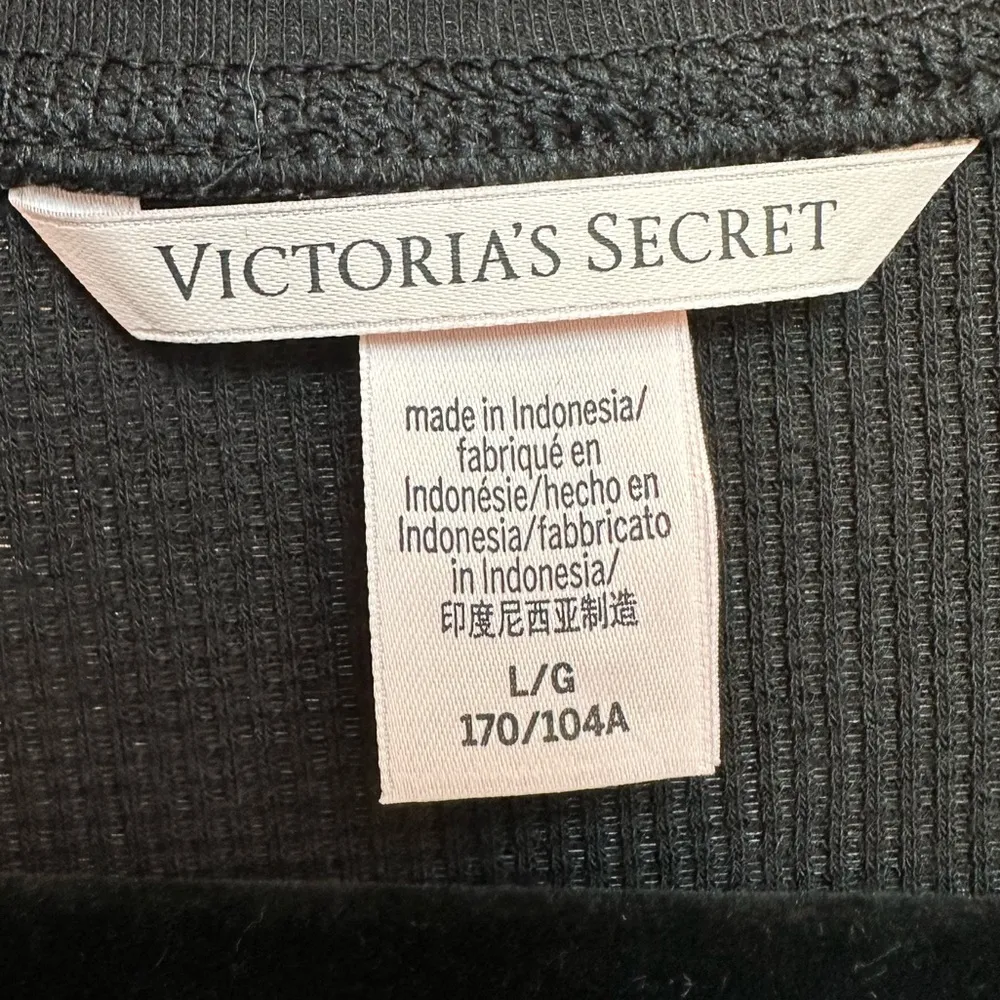 VICTORIA'S SECRET
made in Indonesia/
fabriqué en
Indonésie/hecho en
Indonesia/fabbricato
in Indonesia/
印度尼西亚制造
L/G
170/104A